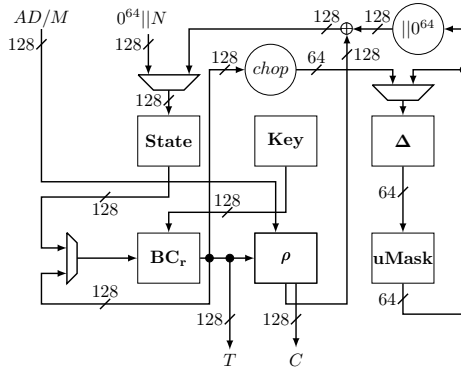 AD/M 0^{64}||N 128 128 ||0^{64}
128 128 chop 64 128
128
State Key Δ
128 128 64
BC_r ρ uMask
128 64
128 128
T C